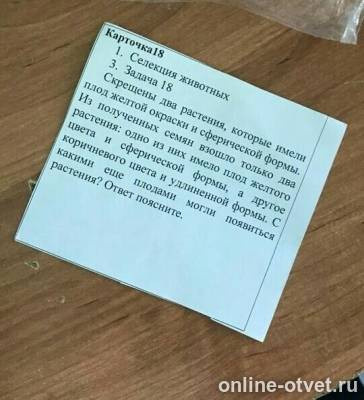 Карточка18
1. Селекция животных
3. Задача 18
Скрещены два растения, которые имели
плод желтой окраски и сферической формы.
Из полученных семян взошло только два
растения: одно из них имело плод желтого
цвета и сферической формы, а другое
коричневого цвета и удлиненной формы. С
какими еще плодами могли появиться
растения? Ответ поясните.
online-otvet.ru